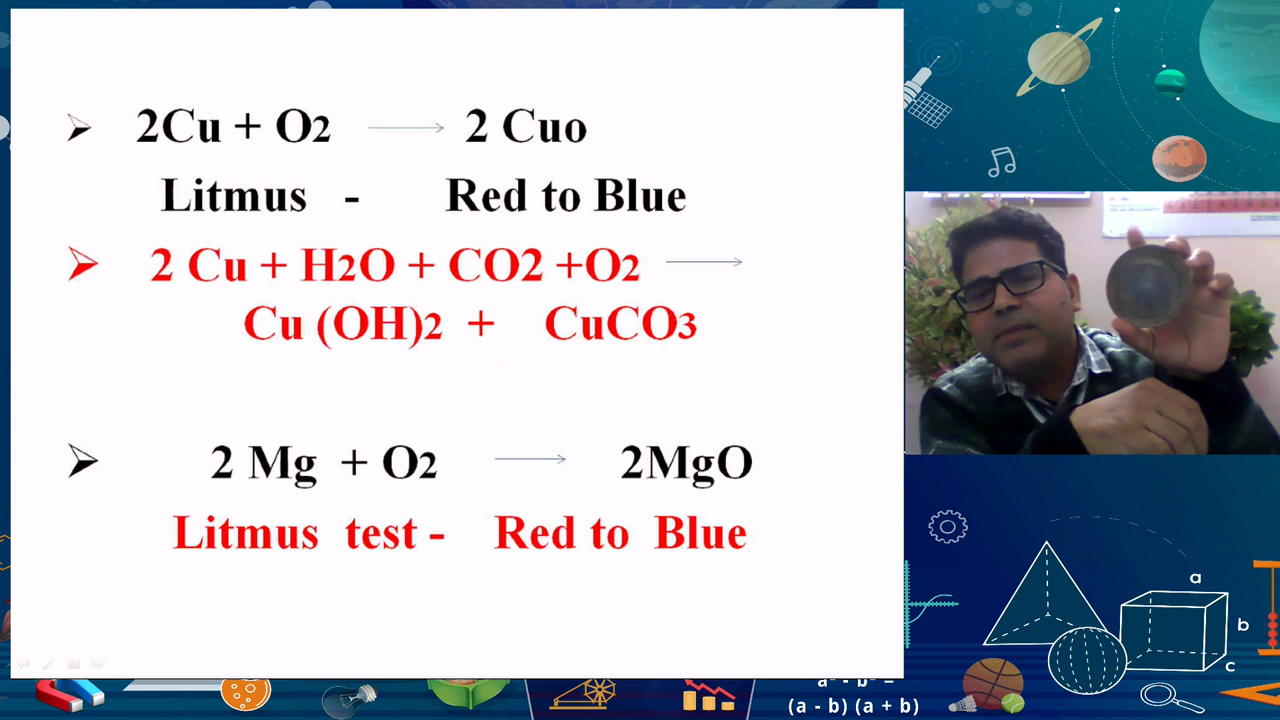 2Cu + O2 → 2 Cuo
Litmus - Red to Blue
2 Cu + H2O + CO2 +O2 →
Cu (OH)2 + CuCO3
2 Mg + O2 → 2MgO
Litmus test - Red to Blue
a
b
c
(a - b) (a + b)